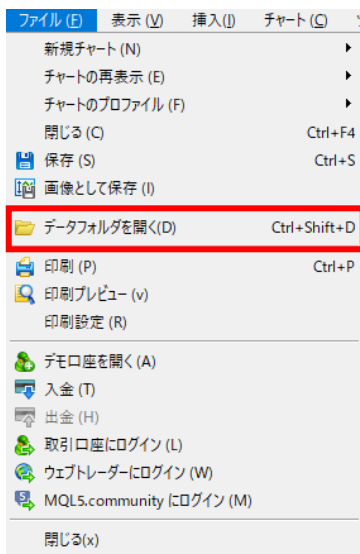 ファイル (F) 表示 (V) 挿入(I) チャート (C)
新規チャート (N)
チャートの再表示 (E)
チャートのプロファイル (F)
閉じる (C) Ctrl+F4
保存 (S) Ctrl+S
画像として保存 (I)
データフォルダを開く(D) Ctrl+Shift+D
印刷 (P) Ctrl+P
印刷プレビュー (v)
印刷設定 (R)
デモ口座を開く (A)
入金 (T)
出金 (H)
取引口座にログイン (L)
ウェブトレーダーにログイン (W)
MQL5.community にログイン (M)
閉じる(x)